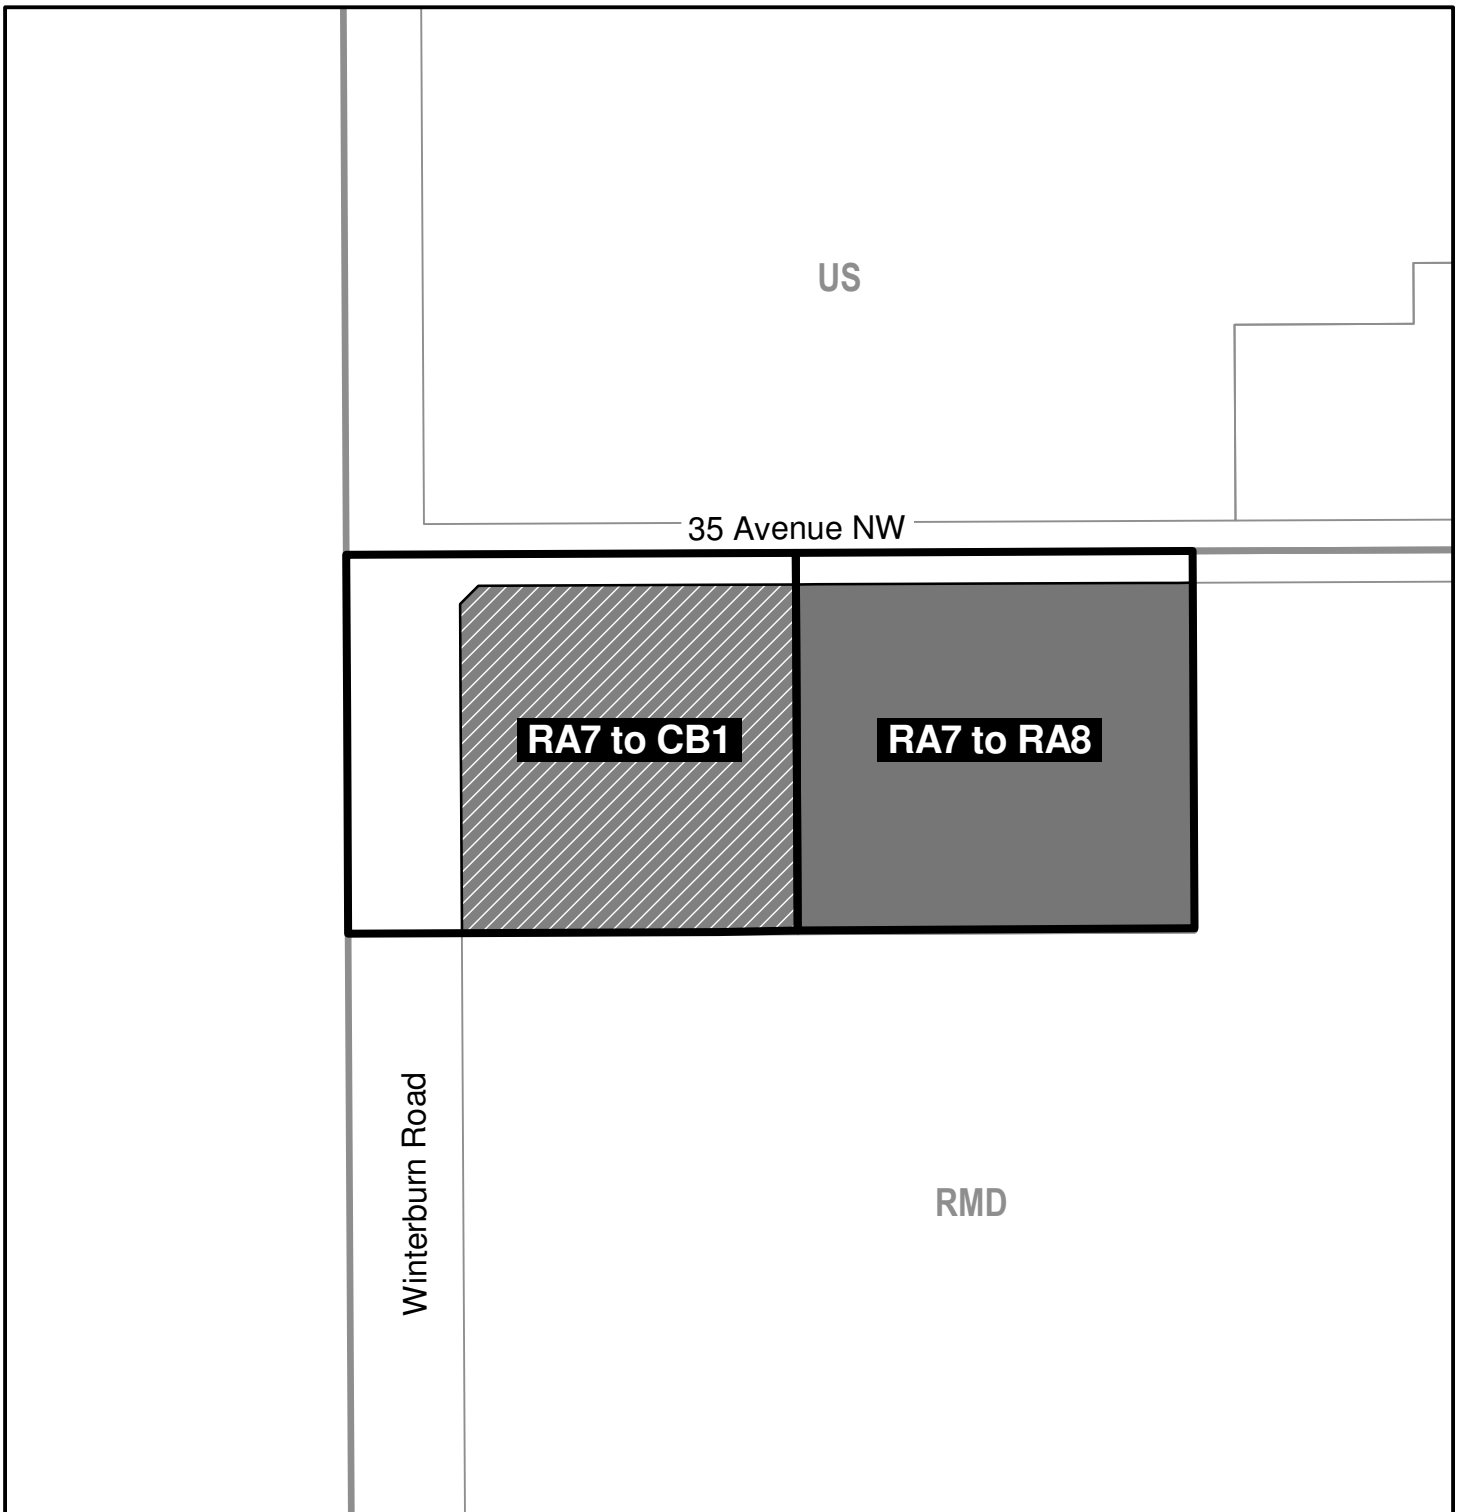 US
35 Avenue NW
RA7 to CB1
RA7 to RA8
Winterburn Road
RMD